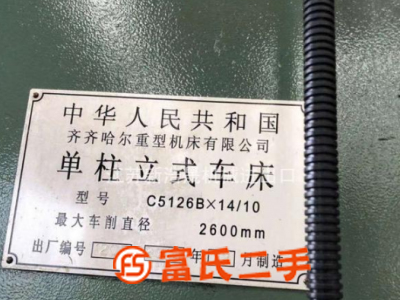 中华人民共和国
齐齐哈尔重型机床有限公司
单柱立式车床
型号 C5126B×14/10
最大车削直径 2600mm
出厂编号 年 月制造
富氏二手